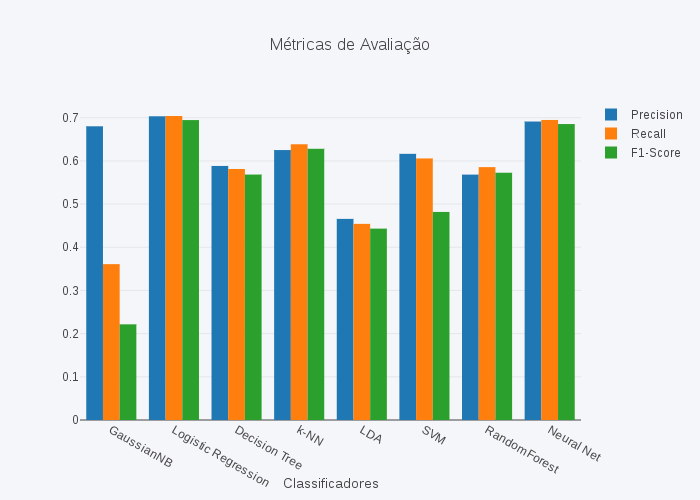 Métricas de Avaliação
Precision
Recall
F1-Score
0.7
0.6
0.5
0.4
0.3
0.2
0.1
0
GaussianNB
Logistic Regression
Decision Tree
k-NN
LDA
SVM
RandomForest
Neural Net
Classificadores